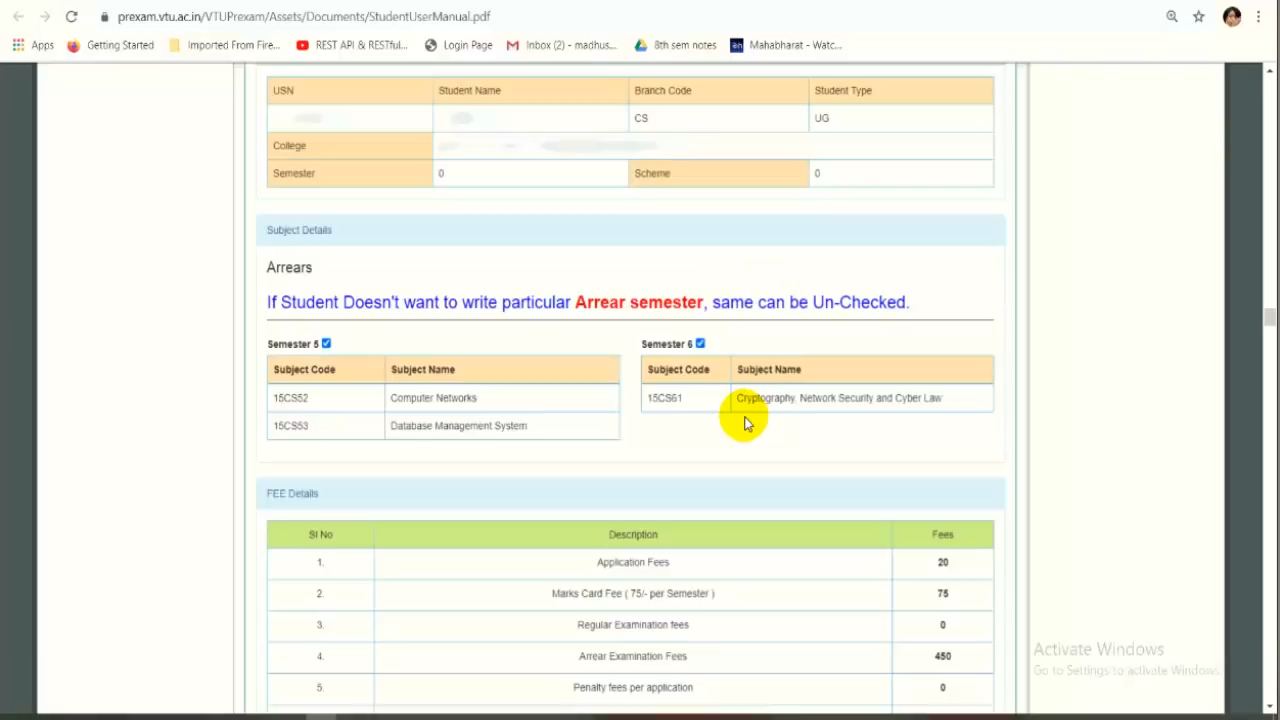 prexam.vtu.ac.in/VTUPrexam/Assets/Documents/StudentUserManual.pdf
Apps Getting Started Imported From Fire... REST API & RESTful... Login Page Inbox (2) - madhus... 8th sem notes Mahabharat - Watc...
USN Student Name Branch Code Student Type
CS UG
College
Semester 0 Scheme 0
Subject Details
Arrears
If Student Doesn't want to write particular Arrear semester, same can be Un-Checked.
Semester 5 Semester 6
Subject Code Subject Name Subject Code Subject Name
15CS52 Computer Networks 15CS61 Cryptography, Network Security and Cyber Law
15CS53 Database Management System
FEE Details
Sl No Description Fees
1. Application Fees 20
2. Marks Card Fee ( 75/- per Semester ) 75
3. Regular Examination fees 0
4. Arrear Examination Fees 450
5. Penalty fees per application 0
Activate Windows
Go to Settings to activate Windows.